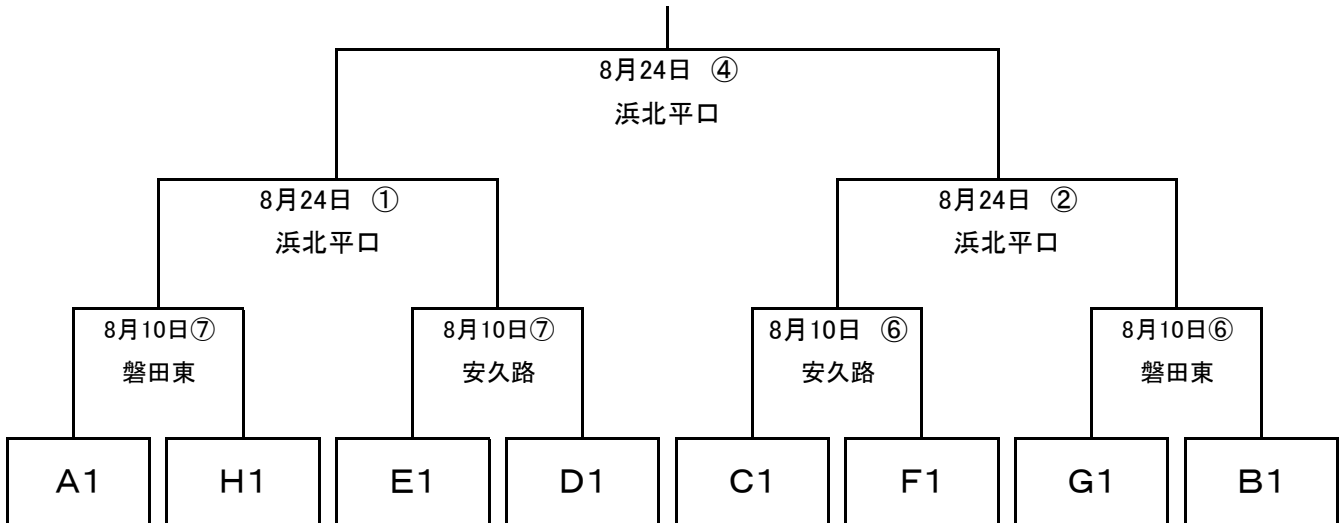 8月24日 ④
浜北平口
8月24日 ①
浜北平口
8月24日 ②
浜北平口
8月10日⑦
磐田東
8月10日⑦
安久路
8月10日 ⑥
安久路
8月10日⑥
磐田東
A1
H1
E1
D1
C1
F1
G1
B1